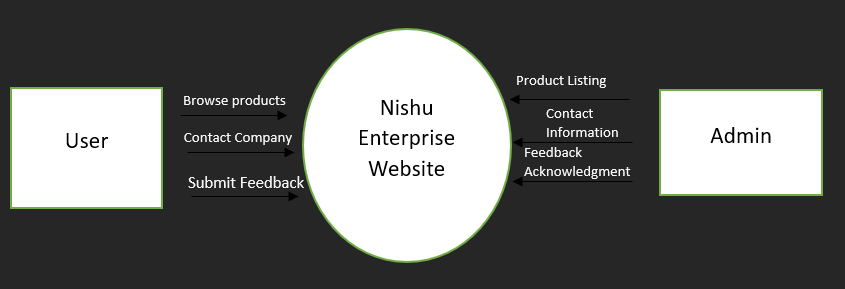 User
Browse products
Contact Company
Submit Feedback
Nishu
Enterprise
Website
Product Listing
Contact
Information
Feedback
Acknowledgment
Admin